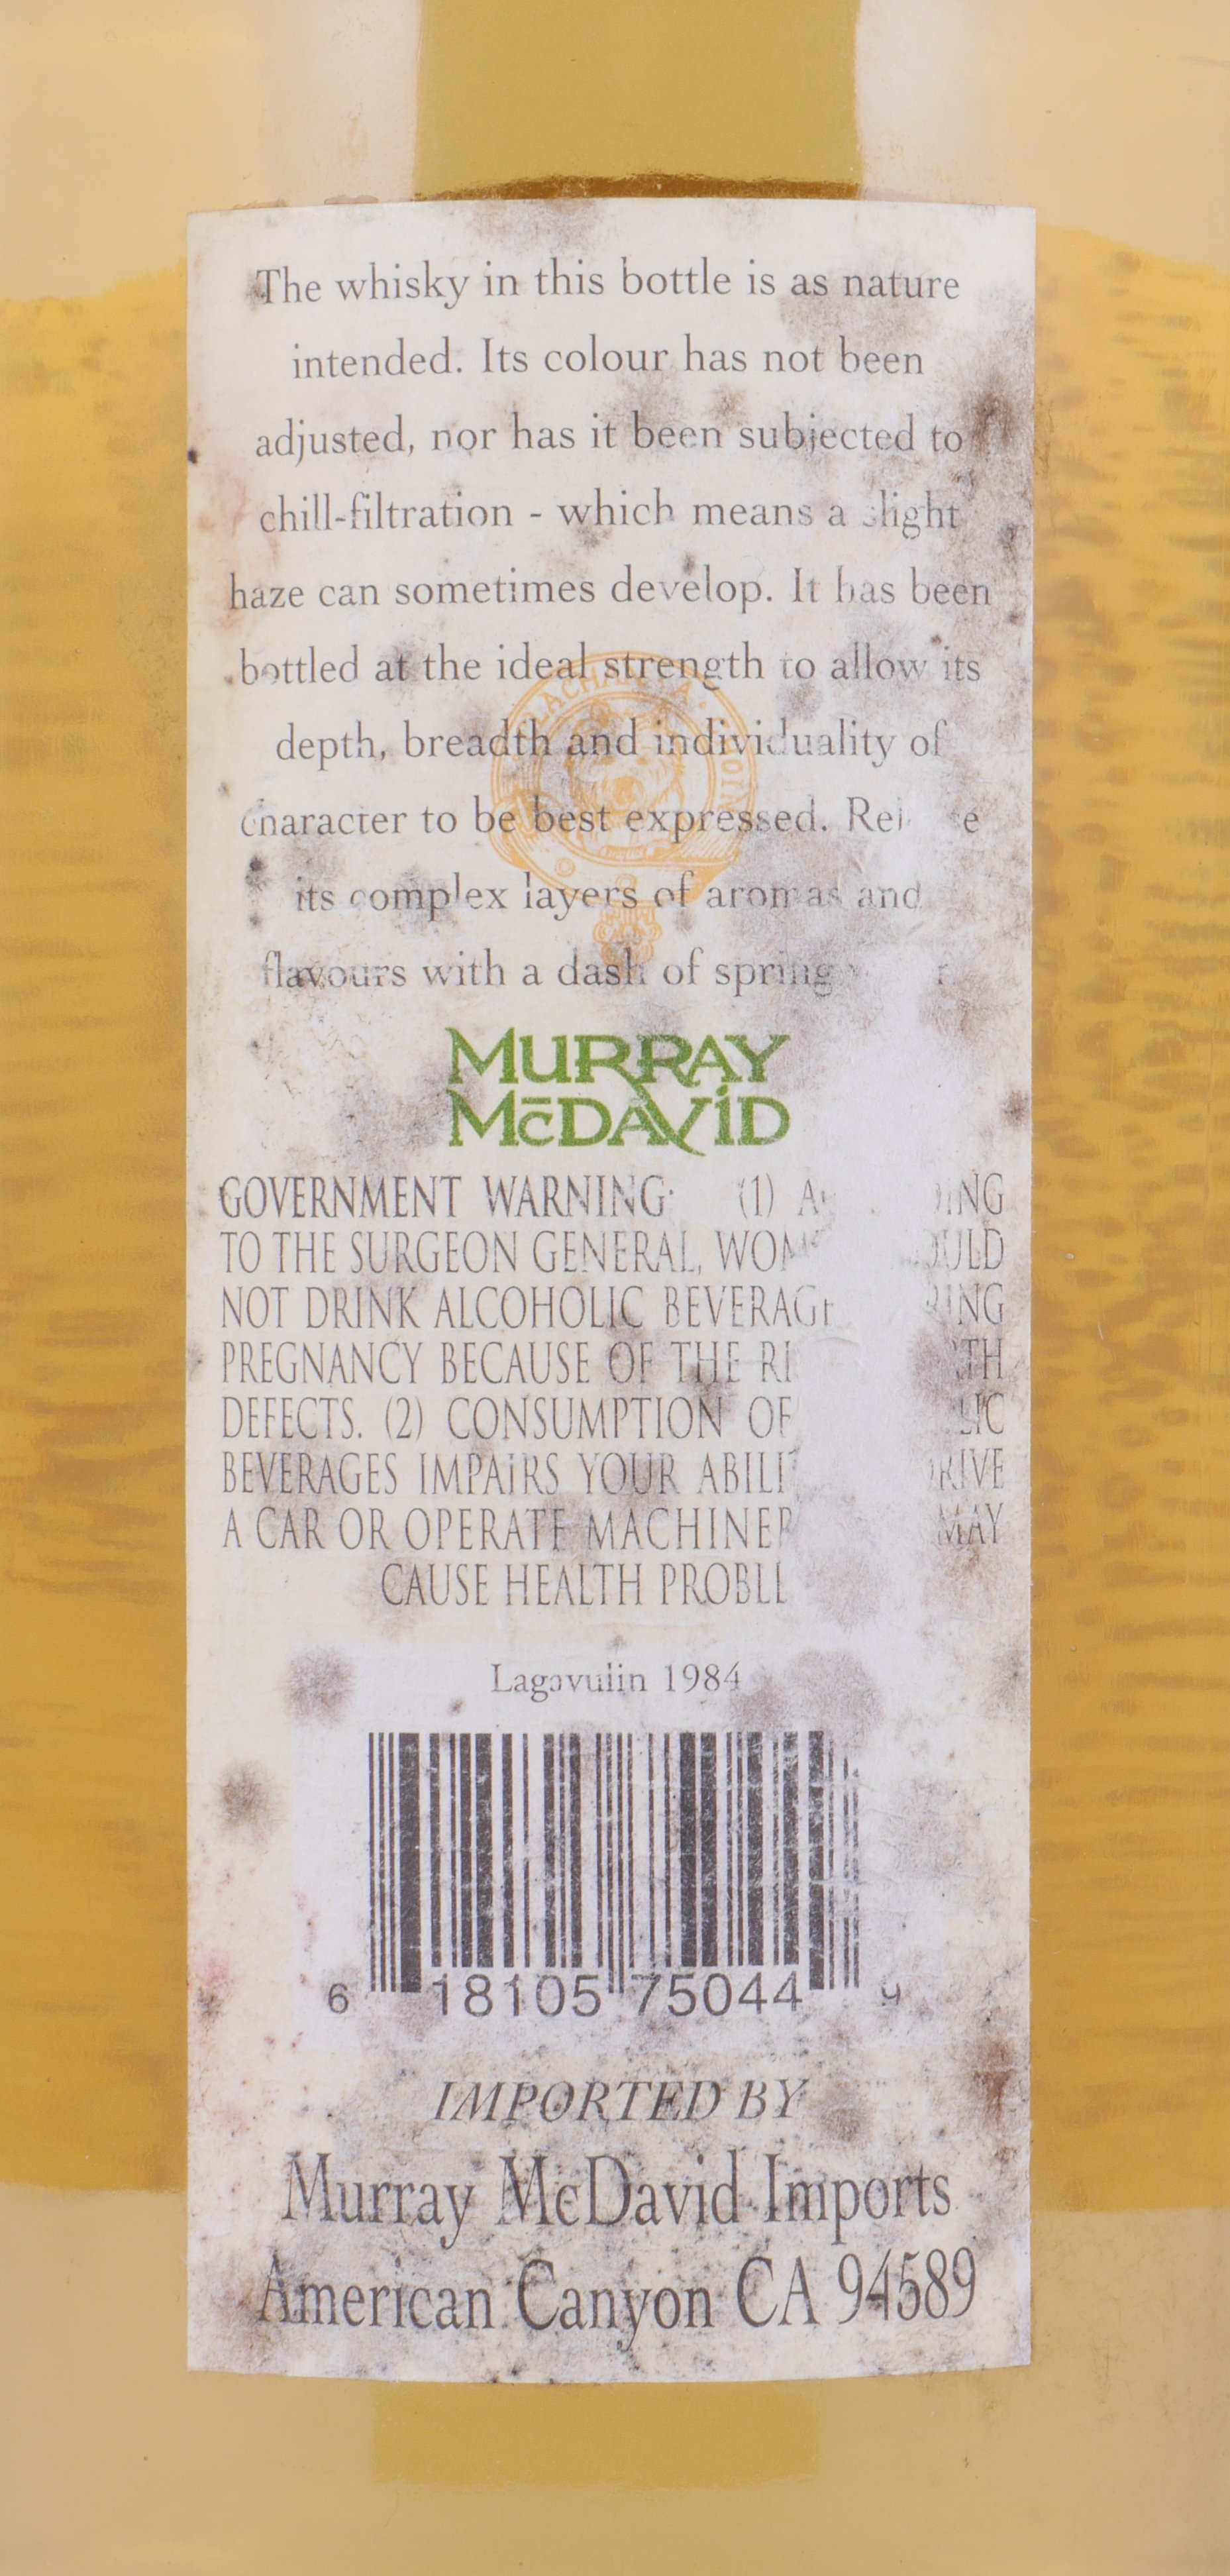 The whisky in this bottle is as nature
intended. Its colour has not been
adjusted, nor has it been subjected to
chill-filtration - which means a slight
haze can sometimes develop. It has been
bottled at the ideal strength to allow its
depth, breadth and individuality of
character to be best expressed.
its complex layers of aromas and
flavours with a dash of spring
MURRAY
McDAVID
GOVERNMENT WARNING: (1)
TO THE SURGEON GENERAL,
NOT DRINK ALCOHOLIC
PREGNANCY BECAUSE OF THE
DEFECTS. (2) CONSUMPTION OF
BEVERAGES IMPAIRS YOUR
A CAR OR OPERATE MAY
CAUSE HEALTH
Lagavulin 1984
6 18105 75044 9
IMPORTED BY
Murray McDavid Imports
American Canyon CA 94589